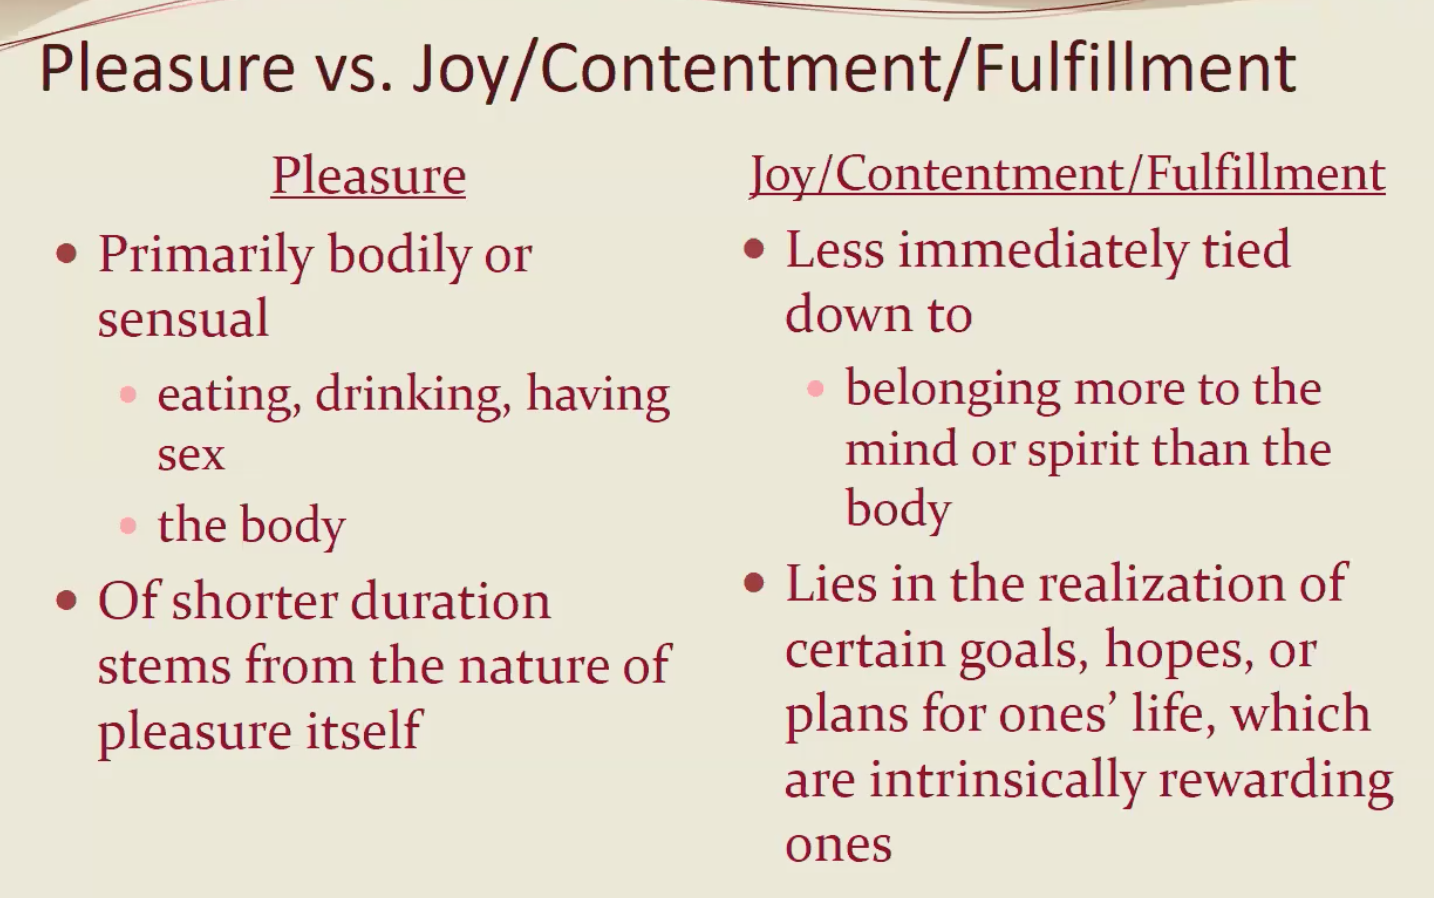 Pleasure vs. Joy/Contentment/Fulfillment
Pleasure
• Primarily bodily or
sensual
• eating, drinking, having
sex
• the body
• Of shorter duration
stems from the nature of
pleasure itself
Joy/Contentment/Fulfillment
• Less immediately tied
down to
• belonging more to the
mind or spirit than the
body
• Lies in the realization of
certain goals, hopes, or
plans for ones’ life, which
are intrinsically rewarding
ones